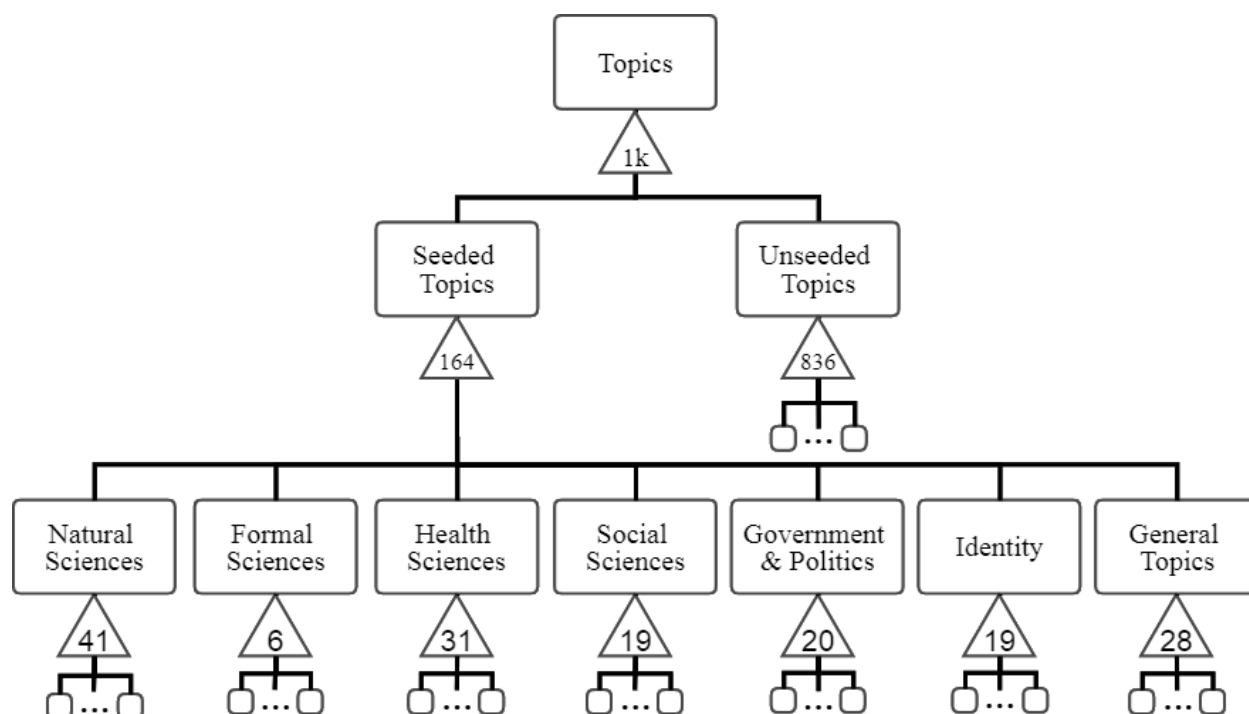 Topics
1k
Seeded
Topics
Unseeded
Topics
164
836
...
Natural
Sciences
Formal
Sciences
Health
Sciences
Social
Sciences
Government
& Politics
Identity
General
Topics
41
6
31
19
20
19
28
...
...
...
...
...
...
...